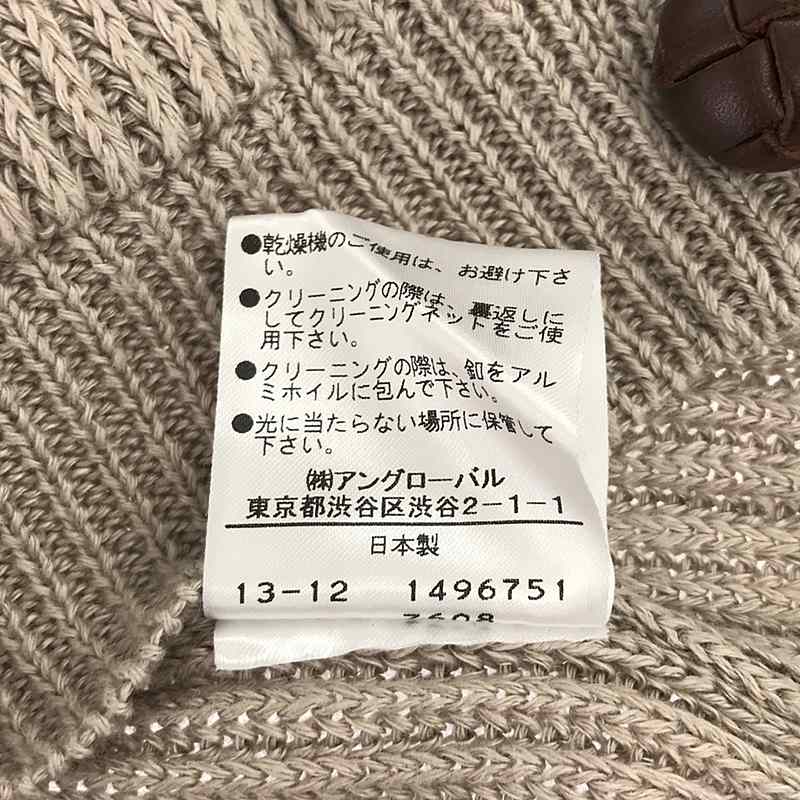 ●乾燥機のご使用は、お避け下さ
い。
●クリーニングの際は、裏返しに
してクリーニングネットをご使
用下さい。
●クリーニングの際は、釦をアル
ミホイルに包んで下さい。
●光に当たらない場所に保管して
下さい。
㈱アングローバル
東京都渋谷区渋谷2-1-1
日本製
13-12 1496751